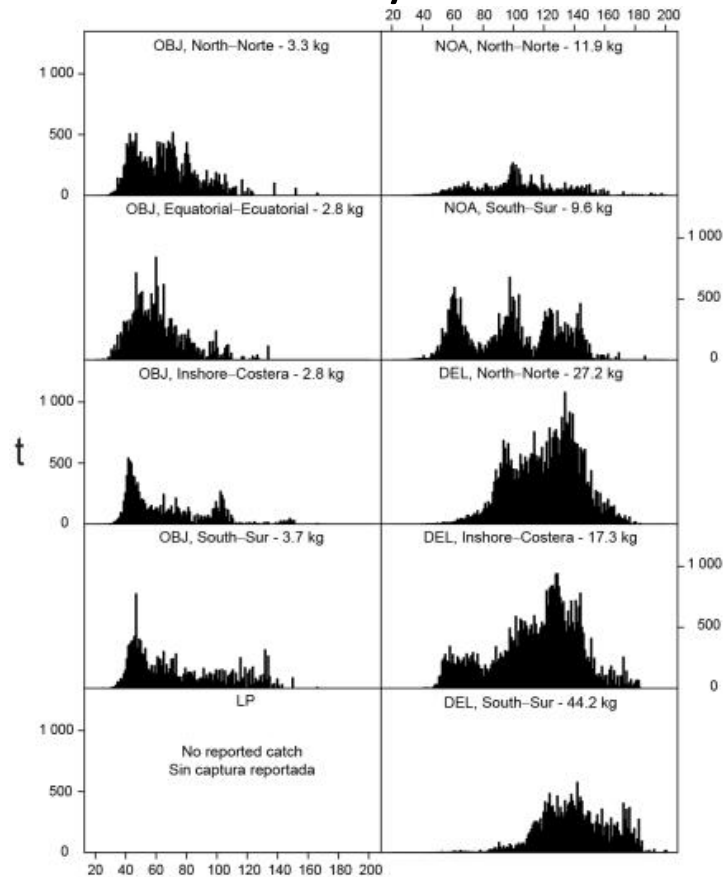 20 40 60 80 100 120 140 160 180 200
OBJ, North–Norte - 3.3 kg
NOA, North–Norte - 11.9 kg
1 000
500
0
OBJ, Equatorial–Ecuatorial - 2.8 kg
NOA, South–Sur - 9.6 kg
1 000
500
0
OBJ, Inshore–Costera - 2.8 kg
DEL, North–Norte - 27.2 kg
1 000
t
500
0
OBJ, South–Sur - 3.7 kg
DEL, Inshore–Costera - 17.3 kg
1 000
500
0
LP
DEL, South–Sur - 44.2 kg
1 000
No reported catch
Sin captura reportada
500
0
20 40 60 80 100 120 140 160 180 200